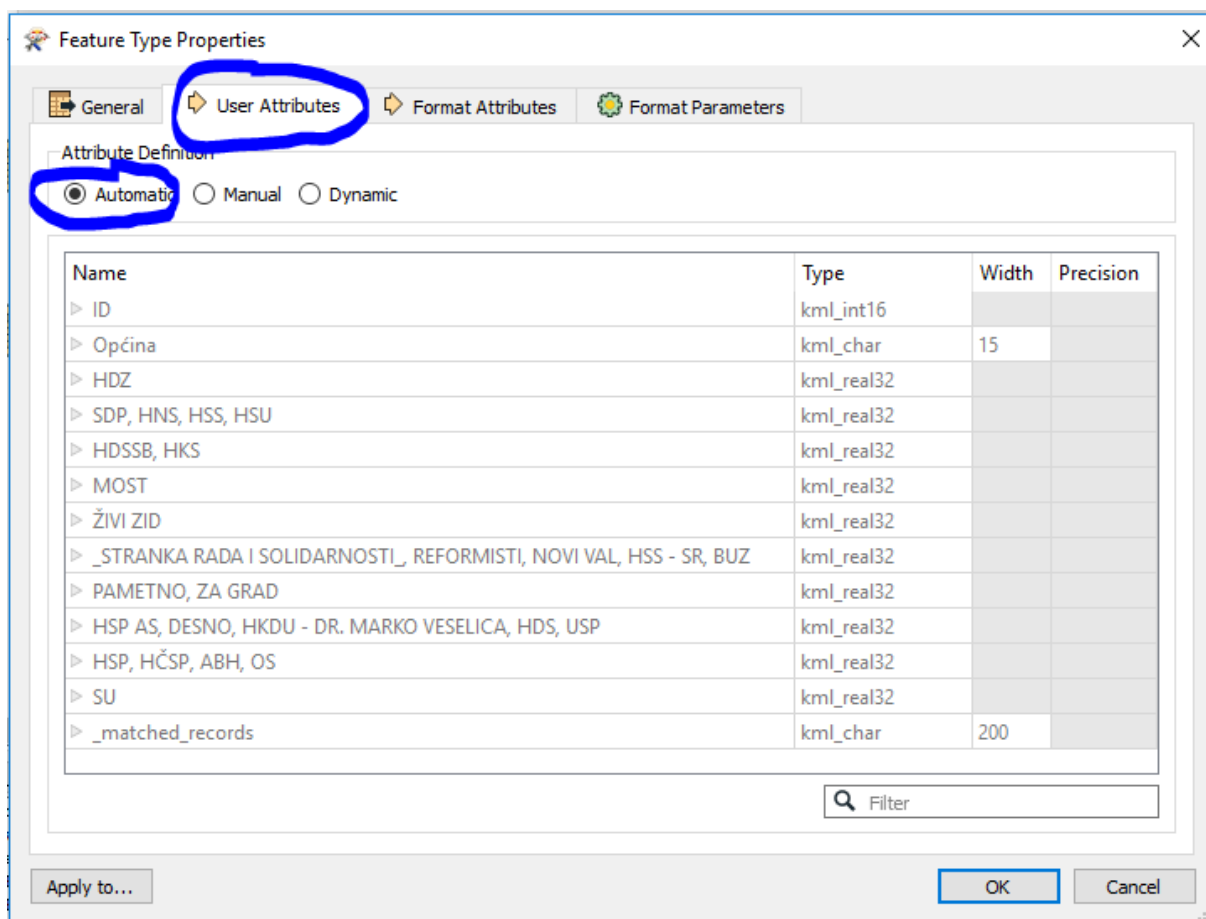 Feature Type Properties
General User Attributes Format Attributes Format Parameters
Attribute Definition
Automatic Manual Dynamic
Name Type Width Precision
ID kml_int16
Općina kml_char 15
HDZ kml_real32
SDP, HNS, HSS, HSU kml_real32
HDSSB, HKS kml_real32
MOST kml_real32
ŽIVI ZID kml_real32
_STRANKA RADA I SOLIDARNOSTI_, REFORMISTI, NOVI VAL, HSS - SR, BUZ kml_real32
PAMETNO, ZA GRAD kml_real32
HSP AS, DESNO, HKDU - DR. MARKO VESELICA, HDS, USP kml_real32
HSP, HČSP, ABH, OS kml_real32
SU kml_real32
_matched_records kml_char 200
Filter
Apply to... OK Cancel